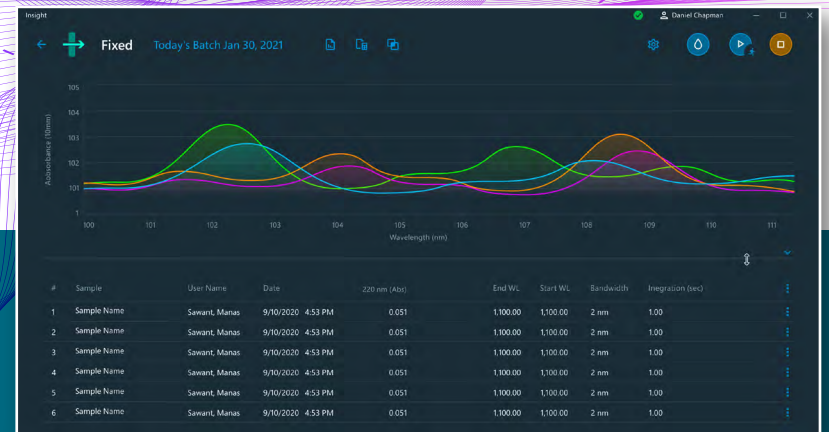 Insight
Daniel Chapman
Fixed Today's Batch Jan 30, 2021
105
104
103
102
101
1
Adsorbance (10mm)
100 101 102 103 104 105 106 107 108 109 110 111
Wavelength (nm)
# Sample User Name Date 220 nm (Abs) End WL Start WL Bandwidth Inegration (sec)
1 Sample Name Sawant, Manas 9/10/2020 4:53 PM 0.051 1,100.00 1,100.00 2 nm 1.00
2 Sample Name Sawant, Manas 9/10/2020 4:53 PM 0.051 1,100.00 1,100.00 2 nm 1.00
3 Sample Name Sawant, Manas 9/10/2020 4:53 PM 0.051 1,100.00 1,100.00 2 nm 1.00
4 Sample Name Sawant, Manas 9/10/2020 4:53 PM 0.051 1,100.00 1,100.00 2 nm 1.00
5 Sample Name Sawant, Manas 9/10/2020 4:53 PM 0.051 1,100.00 1,100.00 2 nm 1.00
6 Sample Name Sawant, Manas 9/10/2020 4:53 PM 0.051 1,100.00 1,100.00 2 nm 1.00